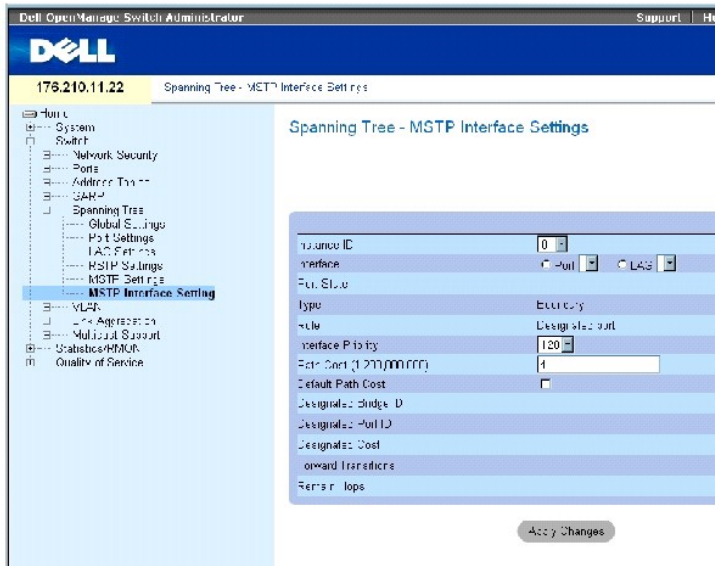 Dell OpenManage Switch Administrator
Support
DELL
176.210.11.22
Spanning Tree - MSTP Interface Settings
Home
System
Switch
Network Security
Ports
Address Tables
GARP
Spanning Tree
Global Settings
Port Settings
LAG Settings
RSTP Settings
MSTP Settings
MSTP Interface Setting
VLAN
Link Aggregation
Multicast Support
Statistics/RMON
Quality of Service
Spanning Tree - MSTP Interface Settings
Instance ID 0
Interface Port LAG
Port State
Type Boundary
Role Designated port
Interface Priority 120
Path Cost (1-200,000,000) 4
Default Path Cost
Designated Bridge ID
Designated Port ID
Designated Cost
Forward Transitions
Remain Hops
Apply Changes